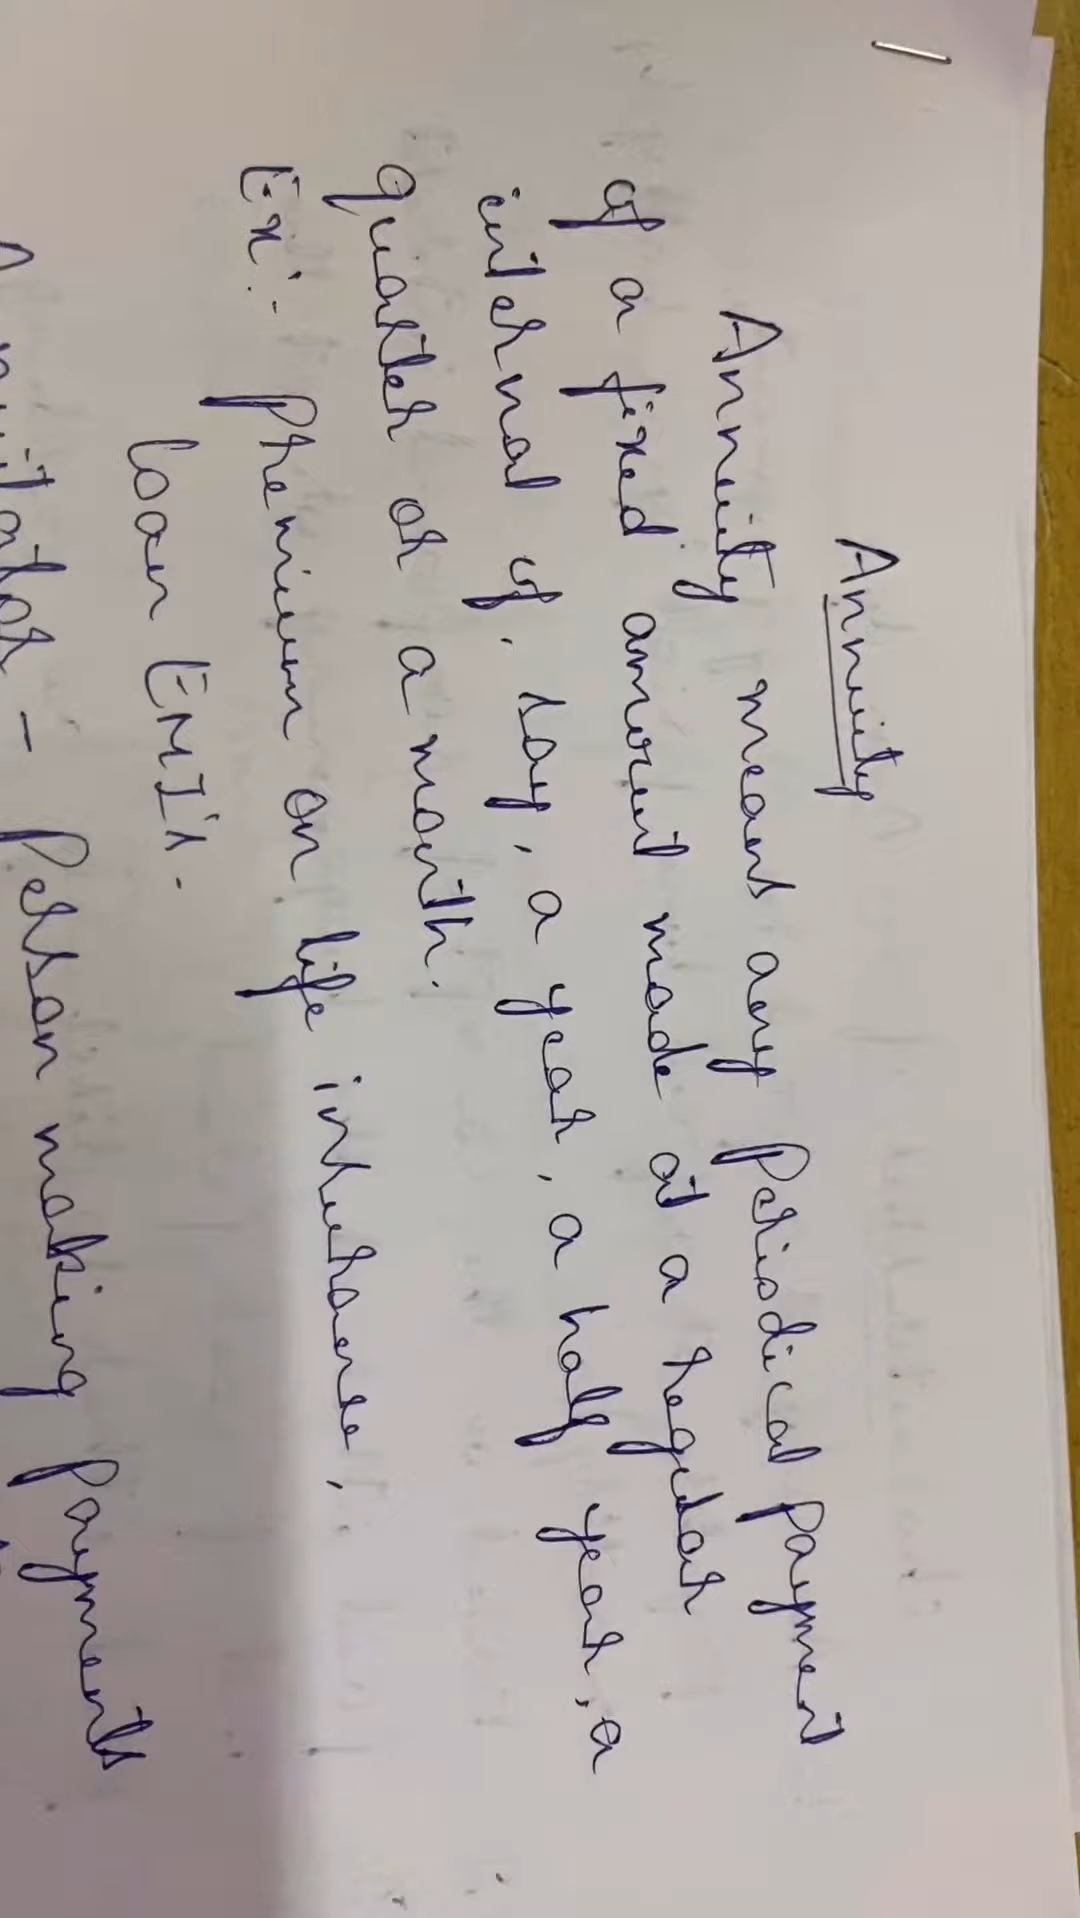 Annuity
Annuity means any periodical payment
of a fixed amount made at a regular
interval of, say, a year, a half year, a
quarter or a month.
Ex:- Premium on life insurance,
loan EMI's.
Annuitator - Person making payments